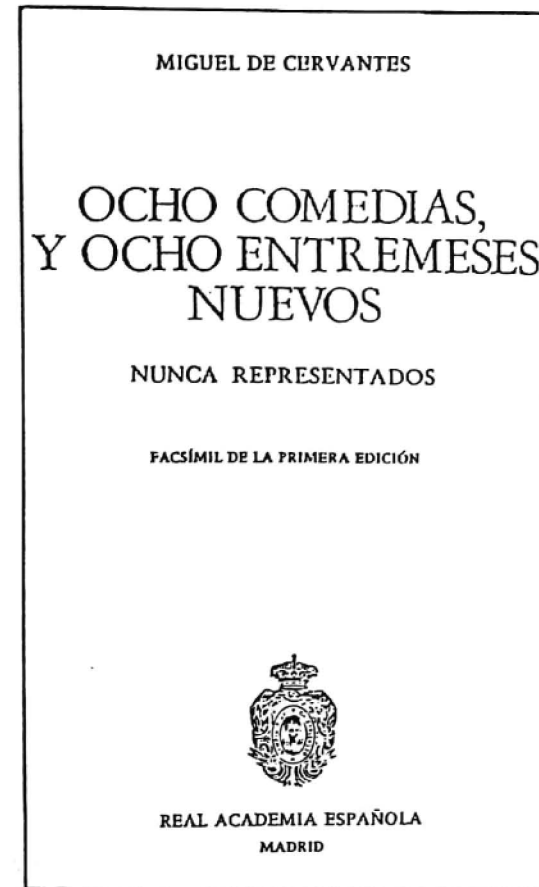 MIGUEL DE CERVANTES
OCHO COMEDIAS,
Y OCHO ENTREMESES
NUEVOS
NUNCA REPRESENTADOS
FACSÍMIL DE LA PRIMERA EDICIÓN
REAL ACADEMIA ESPAÑOLA
MADRID